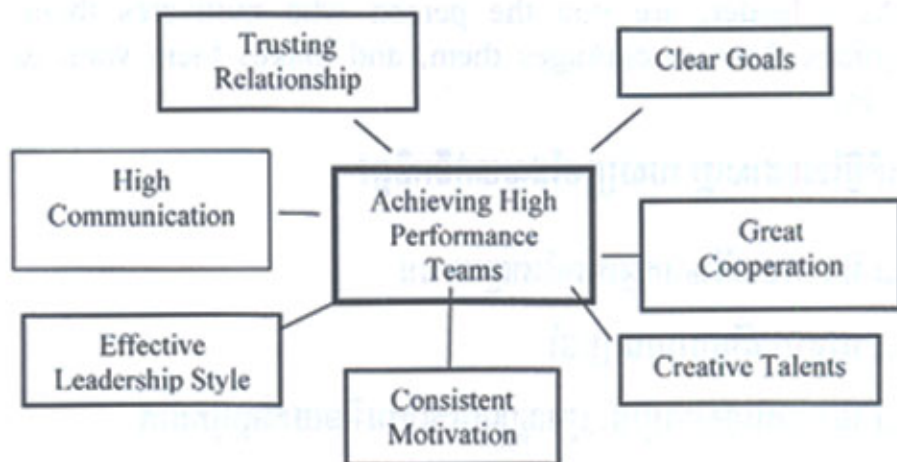 Trusting
Relationship
Clear Goals
High
Communication
Achieving High
Performance
Teams
Great
Cooperation
Effective
Leadership Style
Consistent
Motivation
Creative Talents